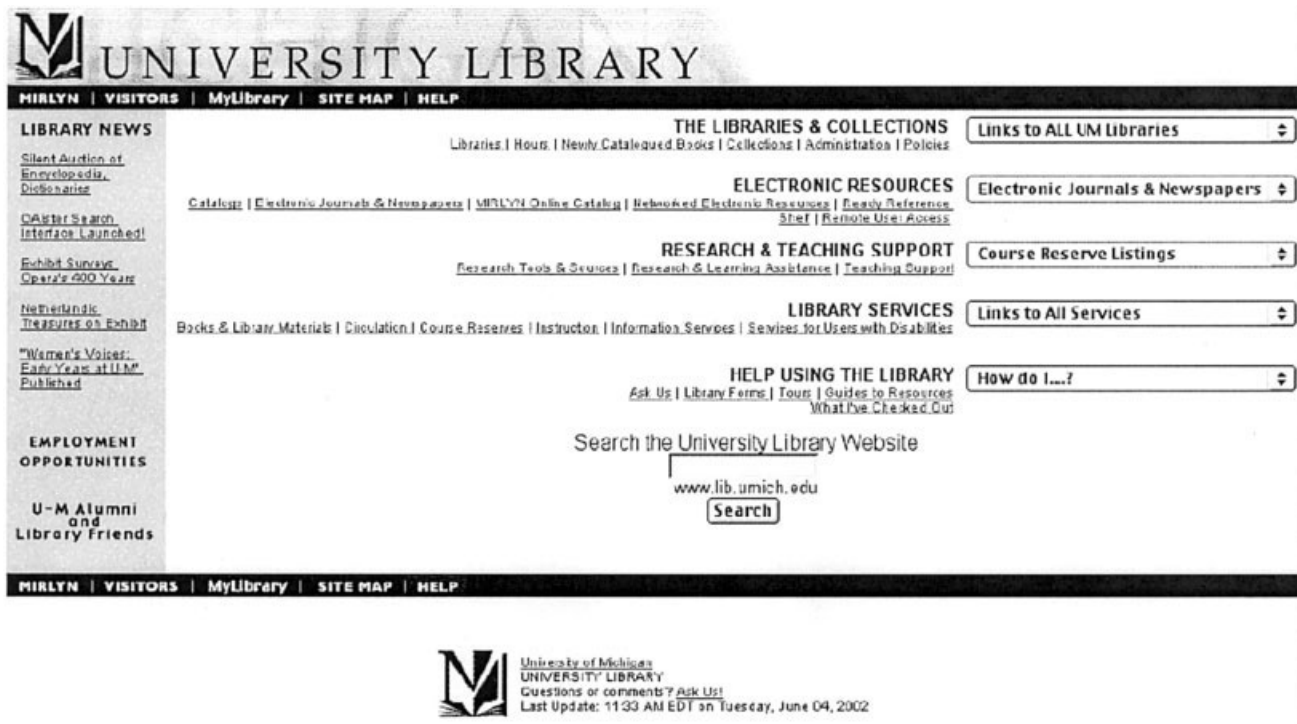 UNIVERSITY LIBRARY
MIRLYN | VISITORS | MyLibrary | SITE MAP | HELP
LIBRARY NEWS
Silent Auction of
Encyclopedia,
Dictionaries
OAIster Search
Interface Launched!
Exhibit Surveys
Opera's 400 Years
Netherlandic
Treasures on Exhibit
"Women's Voices:
Early Years at U-M"
Published
EMPLOYMENT
OPPORTUNITIES
U-M Alumni
and
Library Friends
THE LIBRARIES & COLLECTIONS
Libraries | Hours | Newly Catalogued Books | Collections | Administration | Policies
Links to ALL UM Libraries
ELECTRONIC RESOURCES
Catalogs | Electronic Journals & Newspapers | MIRLYN Online Catalog | Networked Electronic Resources | Ready Reference
Shelf | Remote User Access
Electronic Journals & Newspapers
RESEARCH & TEACHING SUPPORT
Research Tools & Sources | Research & Learning Assistance | Teaching Support
Course Reserve Listings
LIBRARY SERVICES
Books & Library Materials | Circulation | Course Reserves | Instruction | Information Services | Services for Users with Disabilities
Links to All Services
HELP USING THE LIBRARY
Ask Us | Library Forms | Tours | Guides to Resources
What I've Checked Out
How do I....?
Search the University Library Website
www.lib.umich.edu
Search
MIRLYN | VISITORS | MyLibrary | SITE MAP | HELP
University of Michigan
UNIVERSITY LIBRARY
Questions or comments? Ask Us!
Last Update: 11:33 AM EDT on Tuesday, June 04, 2002